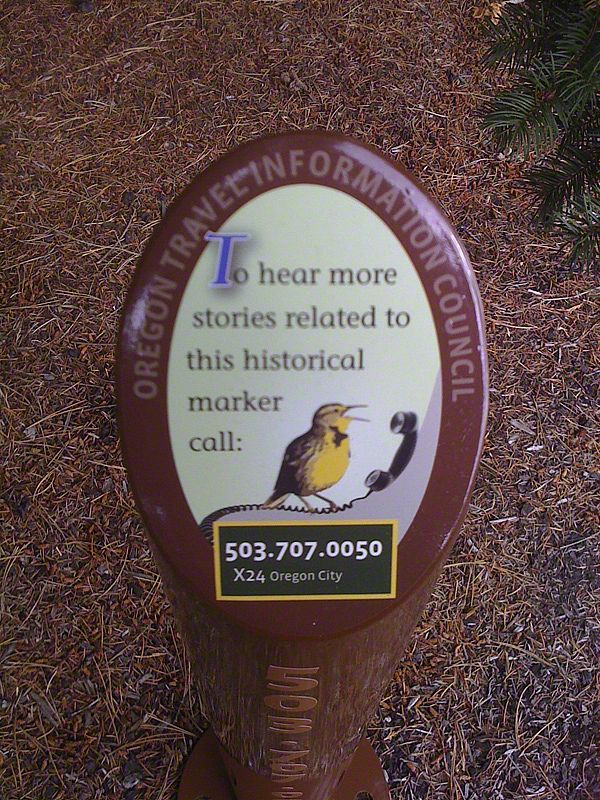 OREGON TRAVEL INFORMATION COUNCIL
To hear more
stories related to
this historical
marker
call:
503.707.0050
X24 Oregon City